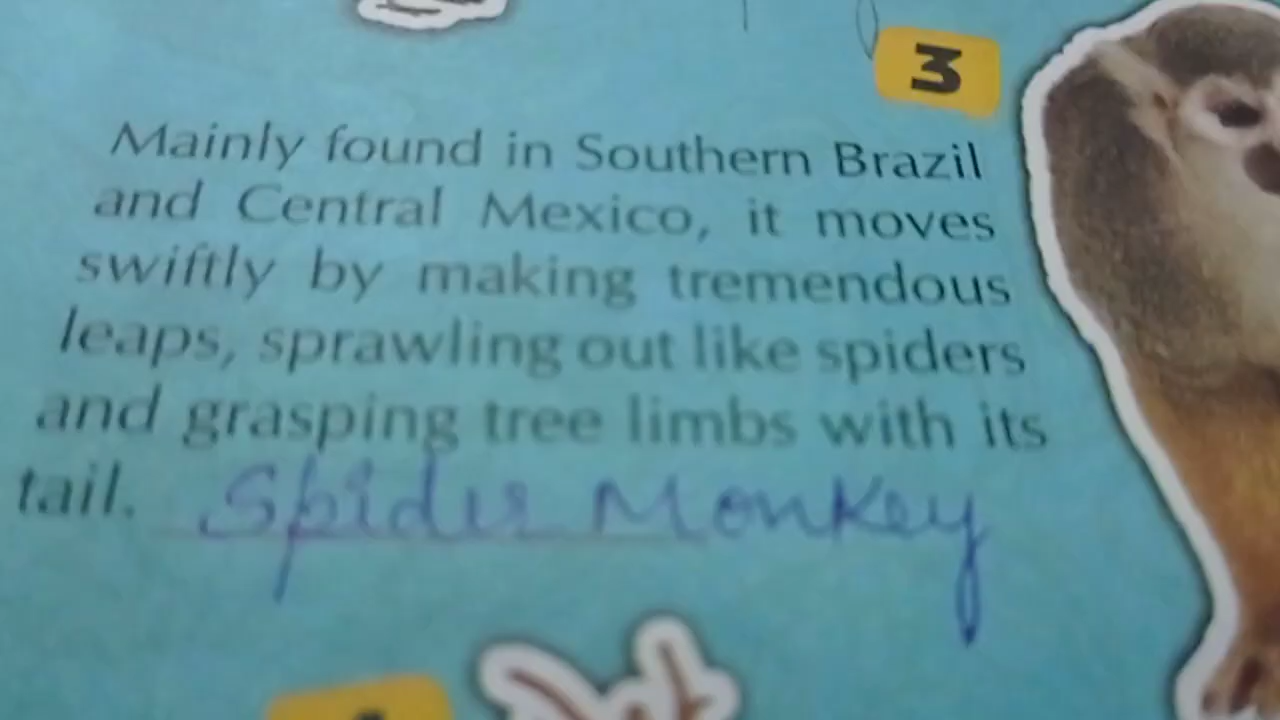 3
Mainly found in Southern Brazil
and Central Mexico, it moves
swiftly by making tremendous
leaps, sprawling out like spiders
and grasping tree limbs with its
tail. Spider Monkey